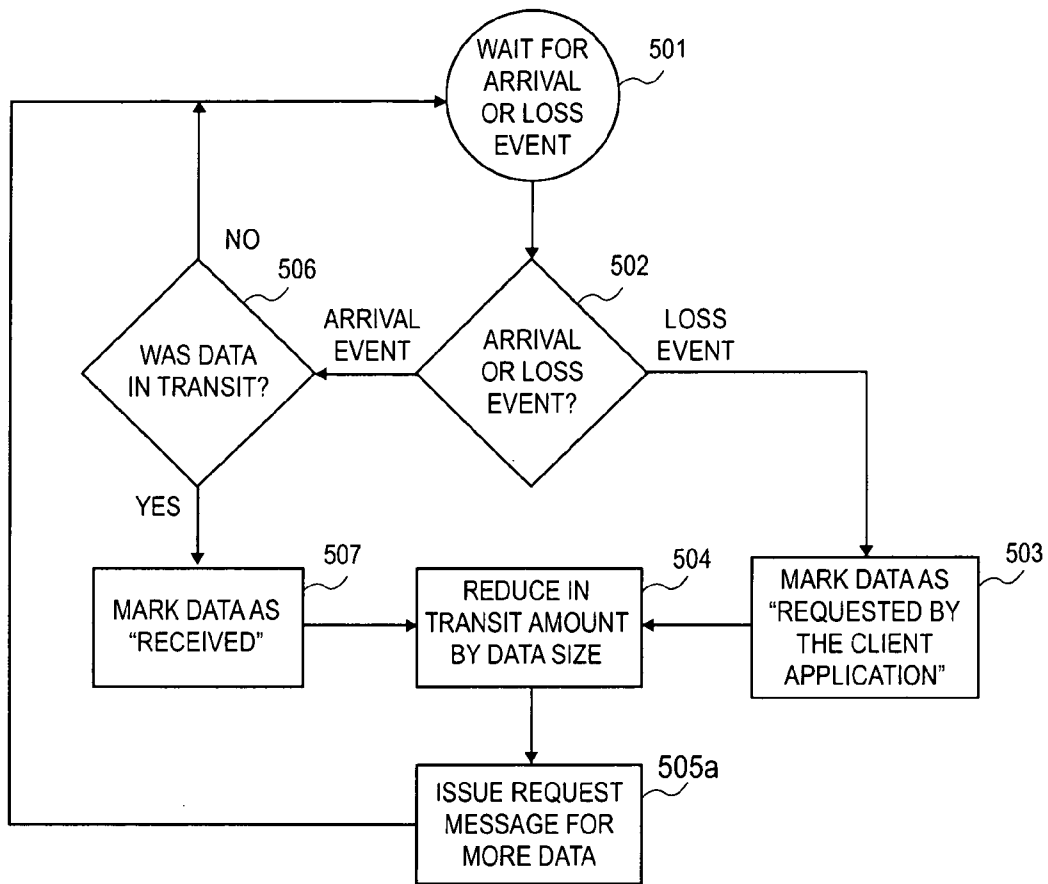 WAIT FOR
ARRIVAL
OR LOSS
EVENT
501
NO
506
502
ARRIVAL
EVENT
LOSS
EVENT
WAS DATA
IN TRANSIT?
ARRIVAL
OR LOSS
EVENT?
YES
507
504
503
MARK DATA AS
"RECEIVED"
REDUCE IN
TRANSIT AMOUNT
BY DATA SIZE
MARK DATA AS
"REQUESTED BY
THE CLIENT
APPLICATION"
505a
ISSUE REQUEST
MESSAGE FOR
MORE DATA